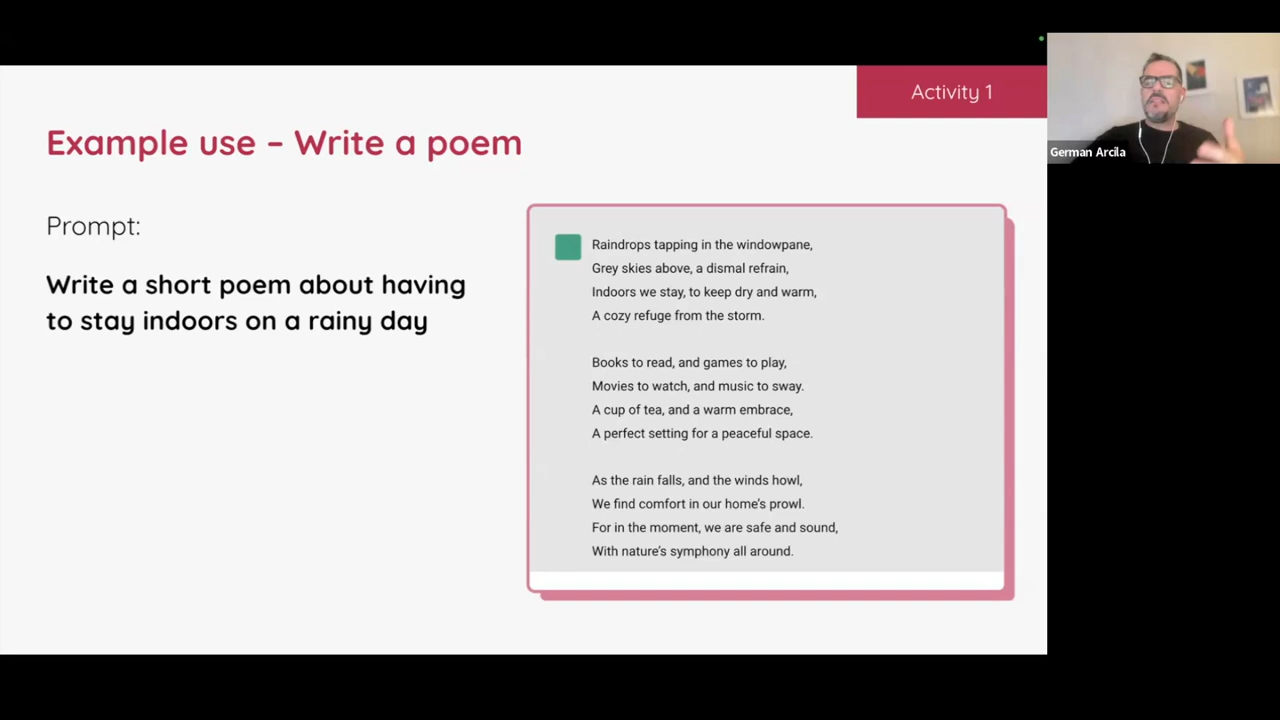 Activity 1
Example use – Write a poem
Prompt:
Write a short poem about having
to stay indoors on a rainy day
Raindrops tapping in the windowpane,
Grey skies above, a dismal refrain,
Indoors we stay, to keep dry and warm,
A cozy refuge from the storm.
Books to read, and games to play,
Movies to watch, and music to sway.
A cup of tea, and a warm embrace,
A perfect setting for a peaceful space.
As the rain falls, and the winds howl,
We find comfort in our home’s prowl.
For in the moment, we are safe and sound,
With nature’s symphony all around.
German Arcila